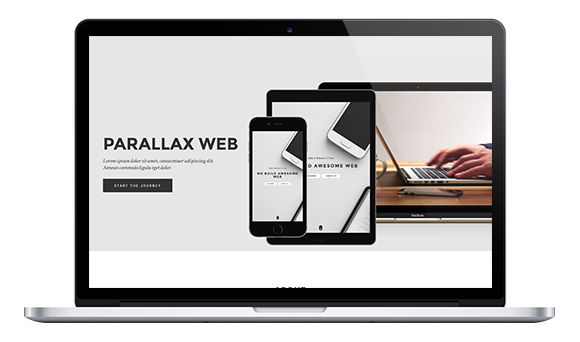 PARALLAX WEB
Lorem ipsum dolor sit amet, consectetuer adipiscing elit.
Aenean commodo ligula eget dolor.
START THE JOURNEY
WE BUILD AWESOME
WEB
D AWESOME WEB
MacBook